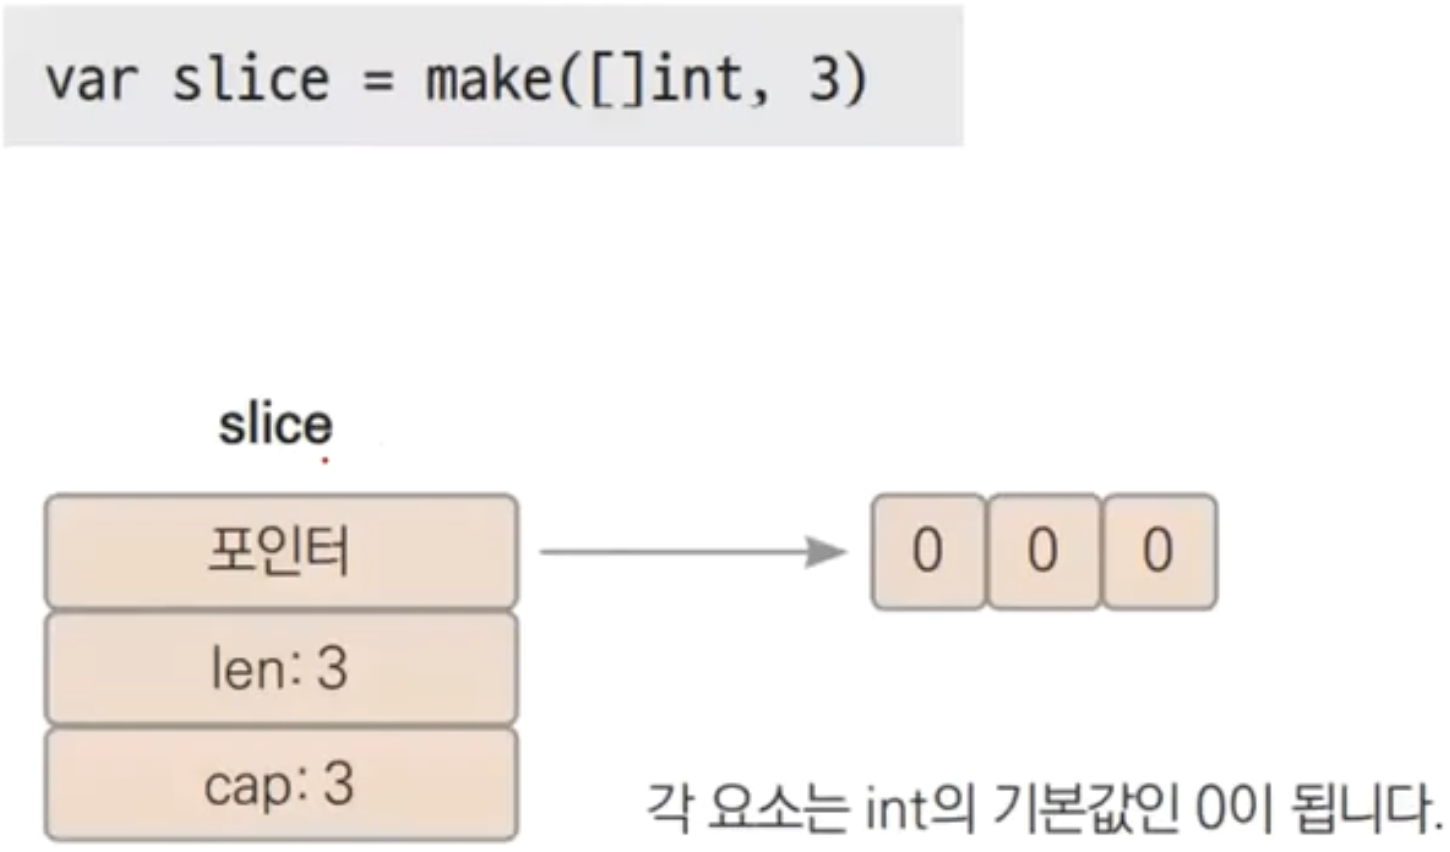 var slice = make([]int, 3)
slice
포인터
0 0 0
len: 3
cap: 3
각 요소는 int의 기본값인 0이 됩니다.